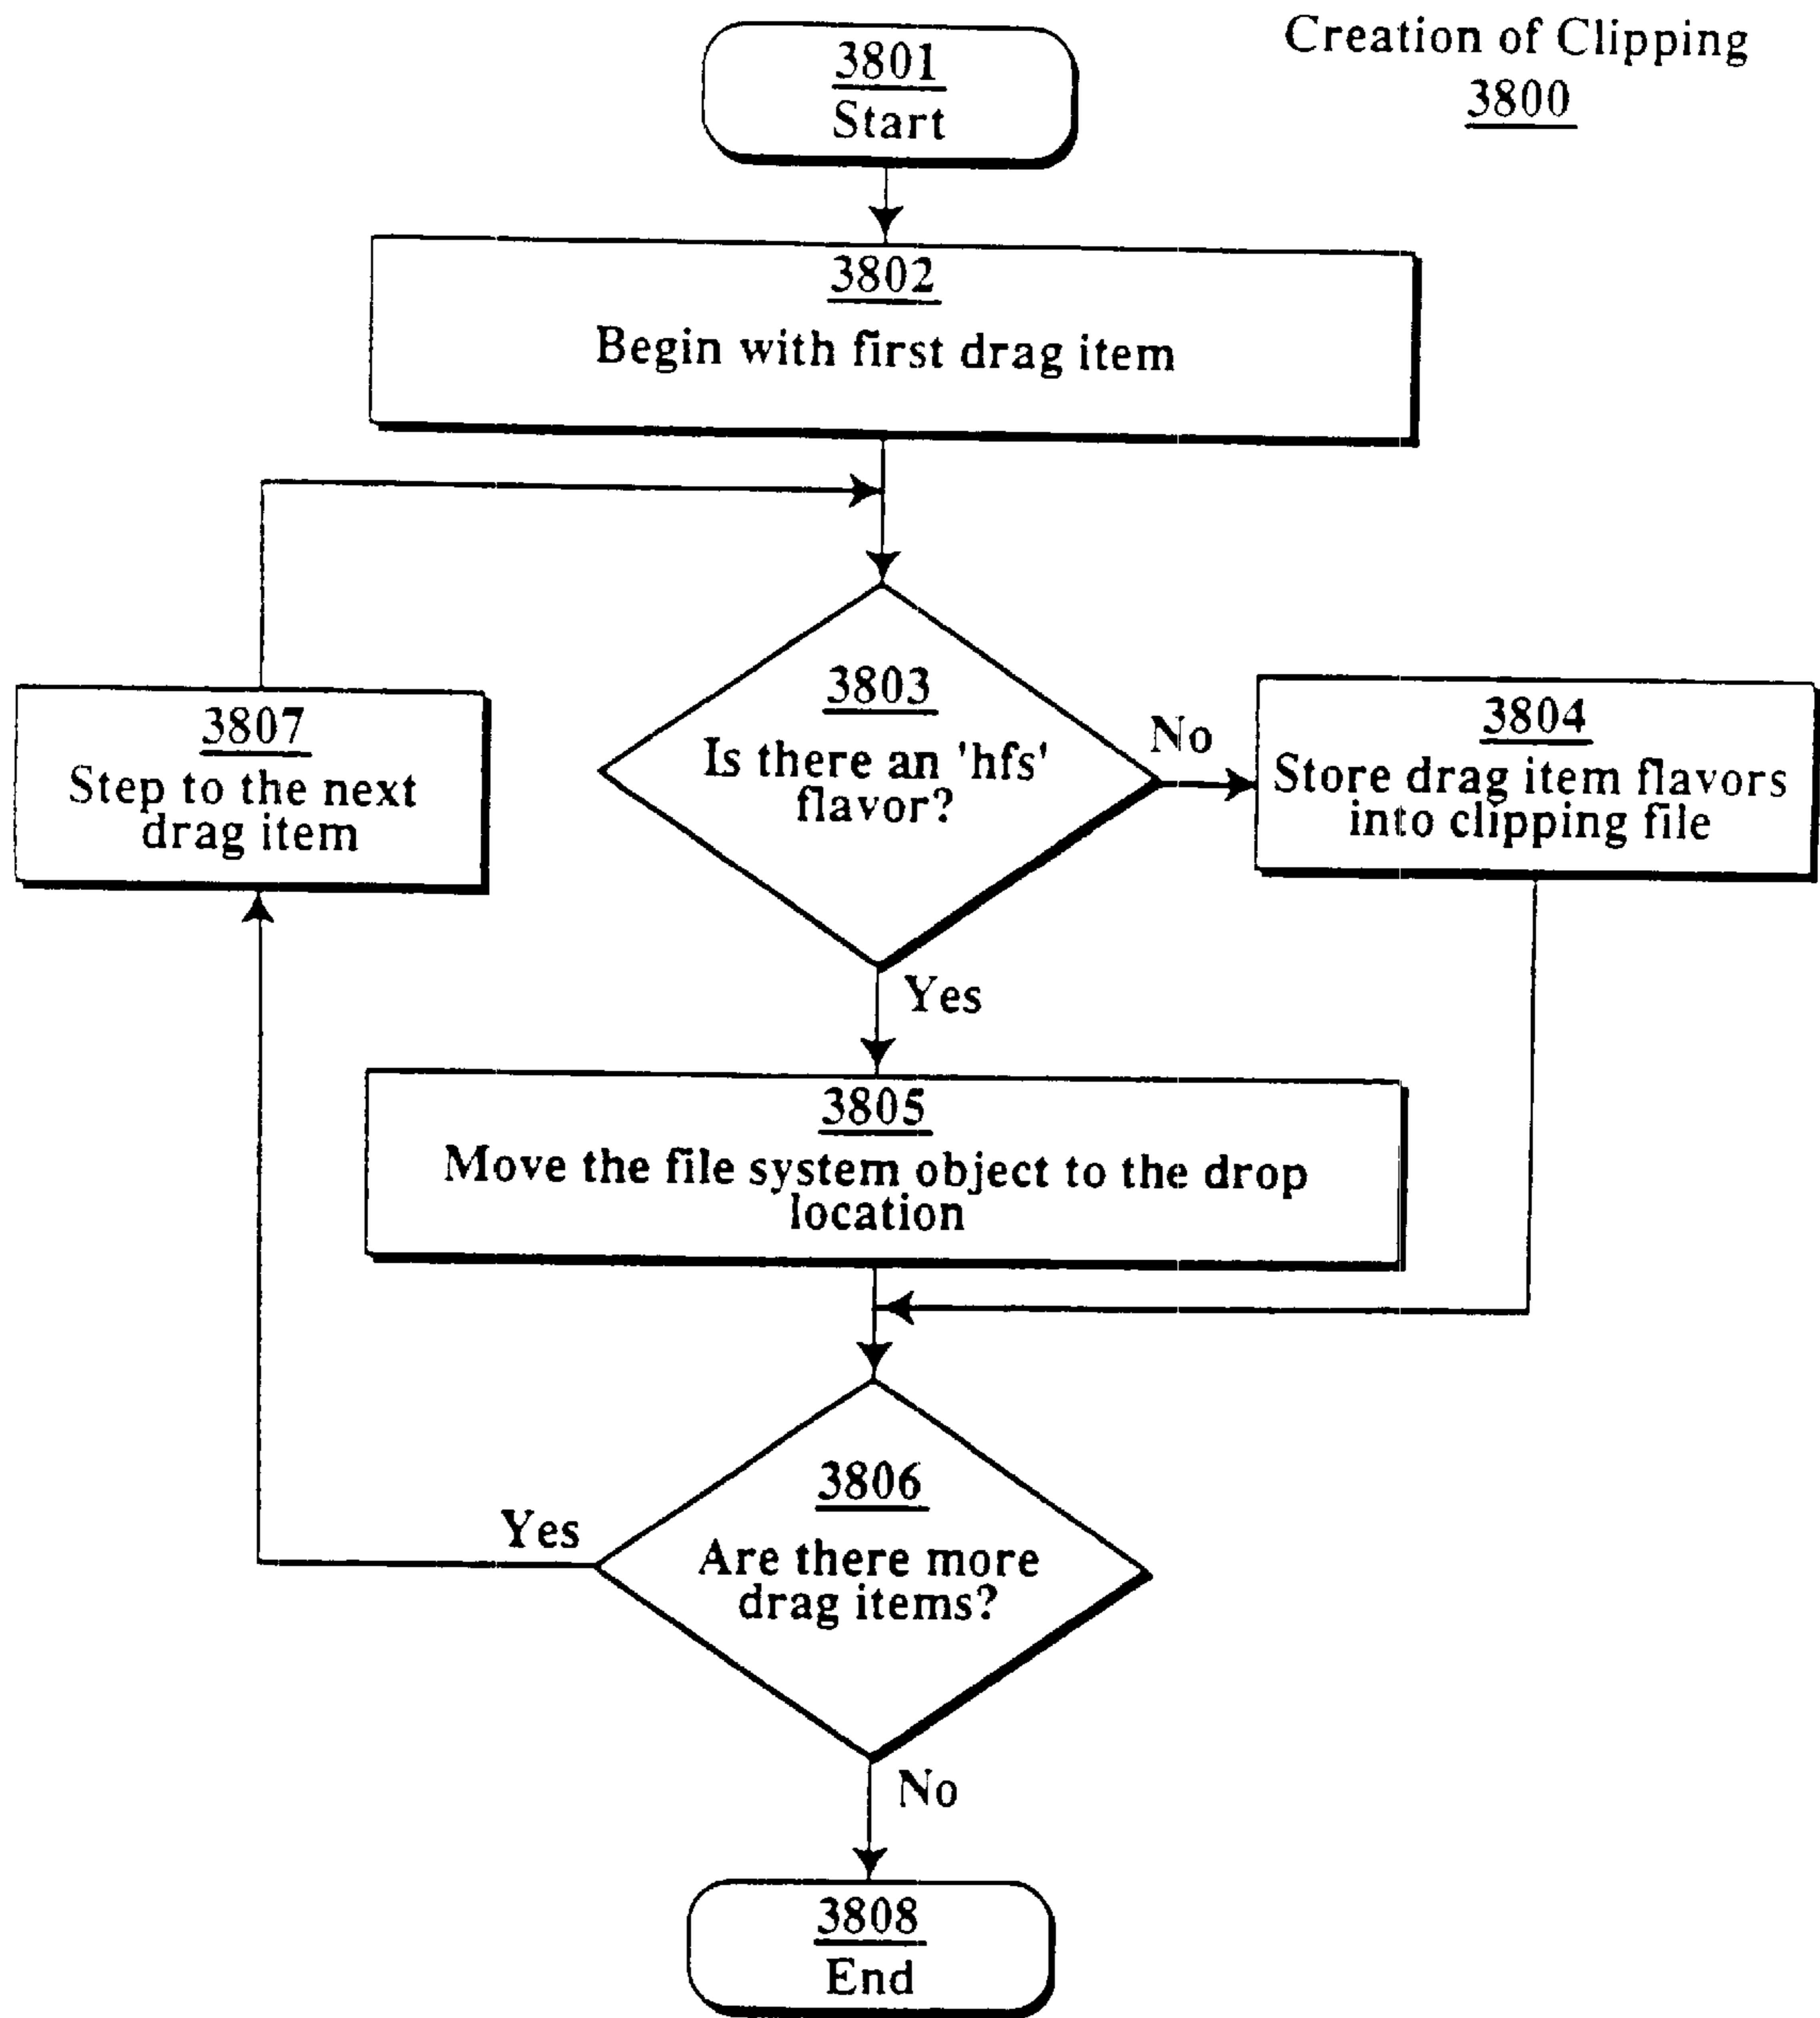 Creation of Clipping
3800
3801
Start
3802
Begin with first drag item
3803
Is there an 'hfs'
flavor?
No
3804
Store drag item flavors
into clipping file
3807
Step to the next
drag item
Yes
3805
Move the file system object to the drop
location
3806
Are there more
drag items?
Yes
No
3808
End